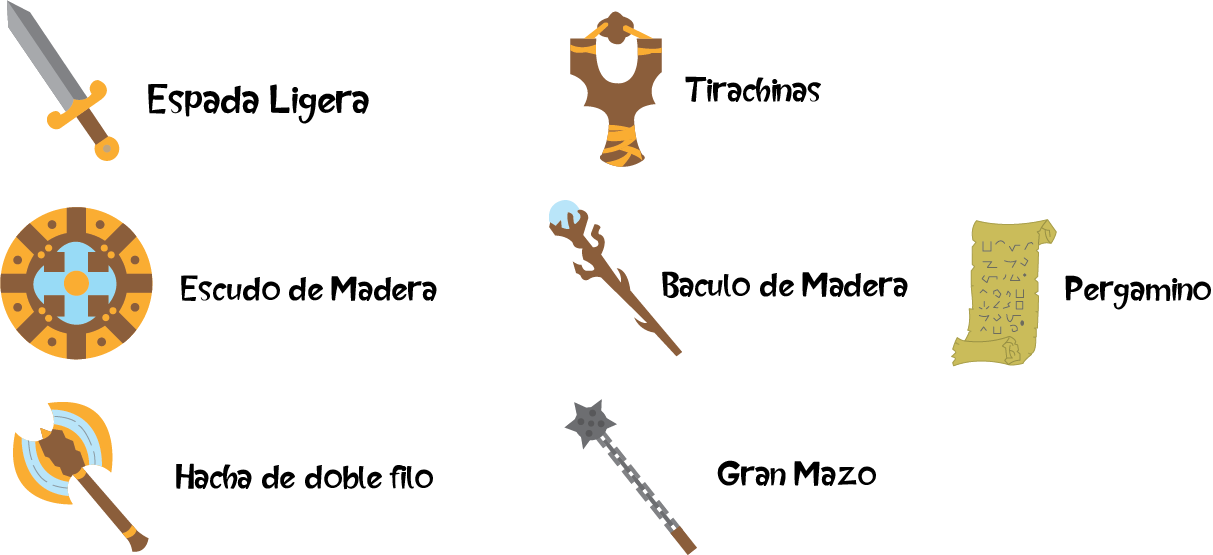 Espada Ligera
Tirachinas
Escudo de Madera
Baculo de Madera
Pergamino
Hacha de doble filo
Gran Mazo